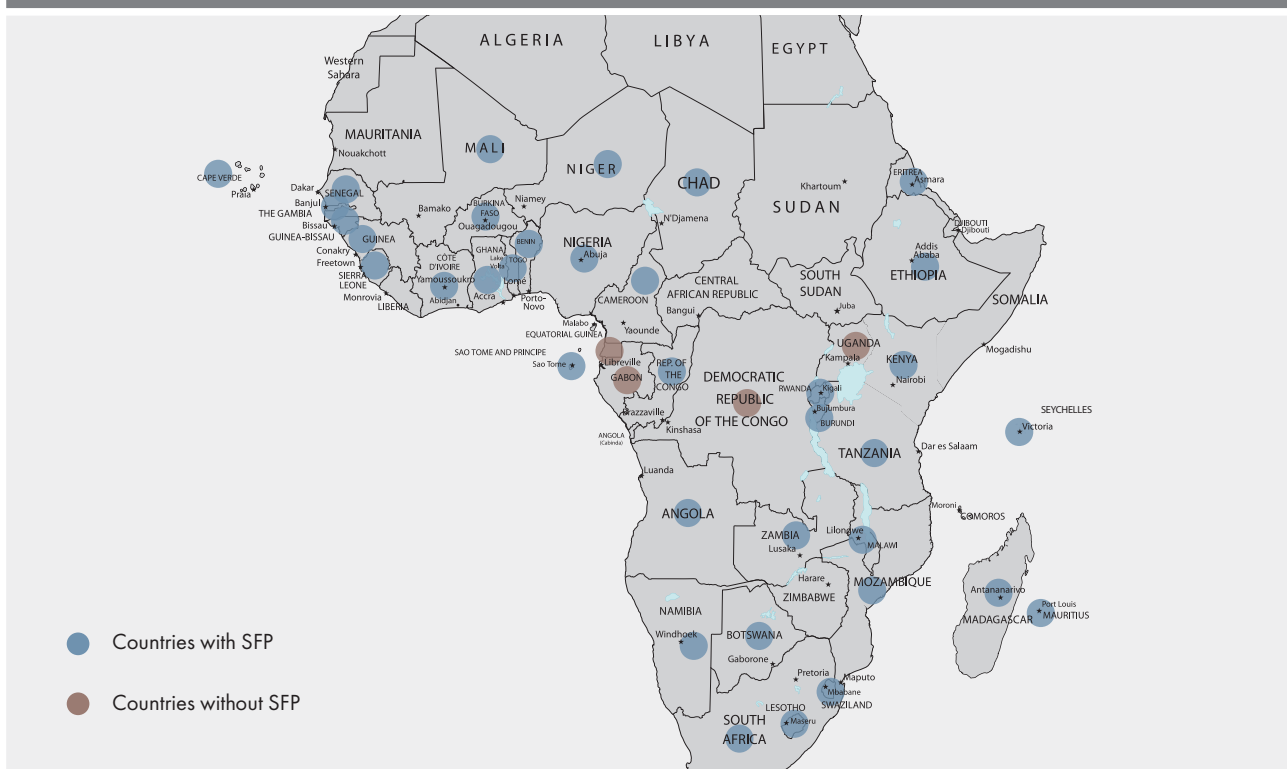 ALGERIA
LIBYA
EGYPT
Western
Sahara
MAURITANIA
Nouakchott
MALI
NIGER
CHAD
Khartoum
SUDAN
ERITREA
Asmara
CAPE VERDE
Praia
Dakar
SENEGAL
Banjul
THE GAMBIA
Bissau
GUINEA-BISSAU
GUINEA
Conakry
Freetown
SIERRA
LEONE
Monrovia
LIBERIA
Bamako
BURKINA
FASO
Ouagadougou
Niamey
CÔTE
D'IVOIRE
Yamoussoukro
Abidjan
GHANA
Lake
Volta
Accra
TOGO
Lomé
BENIN
Porto-
Novo
NIGERIA
Abuja
N'Djamena
CAMEROON
Yaounde
CENTRAL
AFRICAN REPUBLIC
Bangui
SOUTH
SUDAN
Juba
DJIBOUTI
Djibouti
Addis
Ababa
ETHIOPIA
SOMALIA
Mogadishu
Malabo
EQUATORIAL GUINEA
SAO TOME AND PRINCIPE
Sao Tome
Libreville
GABON
REP. OF
THE
CONGO
Brazzaville
Kinshasa
ANGOLA
(Cabinda)
DEMOCRATIC
REPUBLIC
OF THE CONGO
UGANDA
Kampala
KENYA
Nairobi
RWANDA
Kigali
Bujumbura
BURUNDI
TANZANIA
Dar es Salaam
SEYCHELLES
Victoria
Luanda
ANGOLA
ZAMBIA
Lusaka
Lilongwe
MALAWI
Moroni
COMOROS
MOZAMBIQUE
Harare
ZIMBABWE
Antananarivo
MADAGASCAR
Port Louis
MAURITIUS
NAMIBIA
Windhoek
BOTSWANA
Gaborone
Pretoria
Maputo
Mbabane
SWAZILAND
LESOTHO
Maseru
SOUTH
AFRICA
Countries with SFP
Countries without SFP